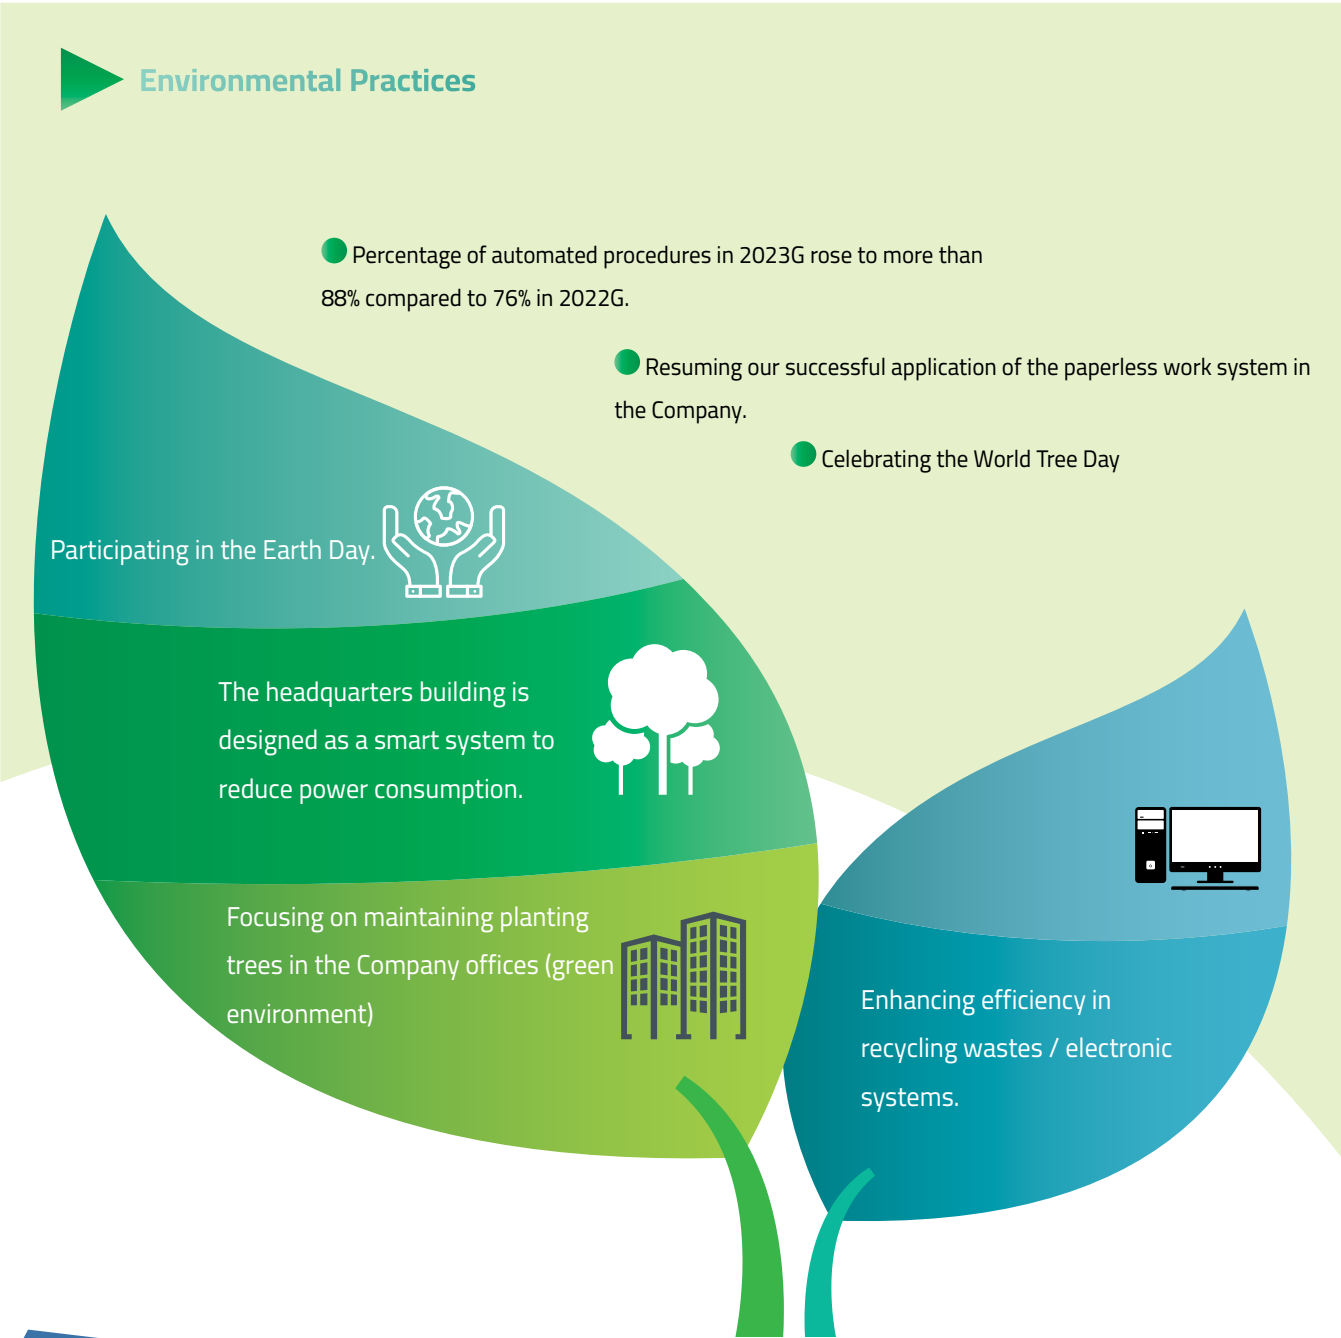 Environmental Practices
Percentage of automated procedures in 2023G rose to more than
88% compared to 76% in 2022G.
Resuming our successful application of the paperless work system in
the Company.
Celebrating the World Tree Day
Participating in the Earth Day.
The headquarters building is
designed as a smart system to
reduce power consumption.
Focusing on maintaining planting
trees in the Company offices (green
environment)
Enhancing efficiency in
recycling wastes / electronic
systems.